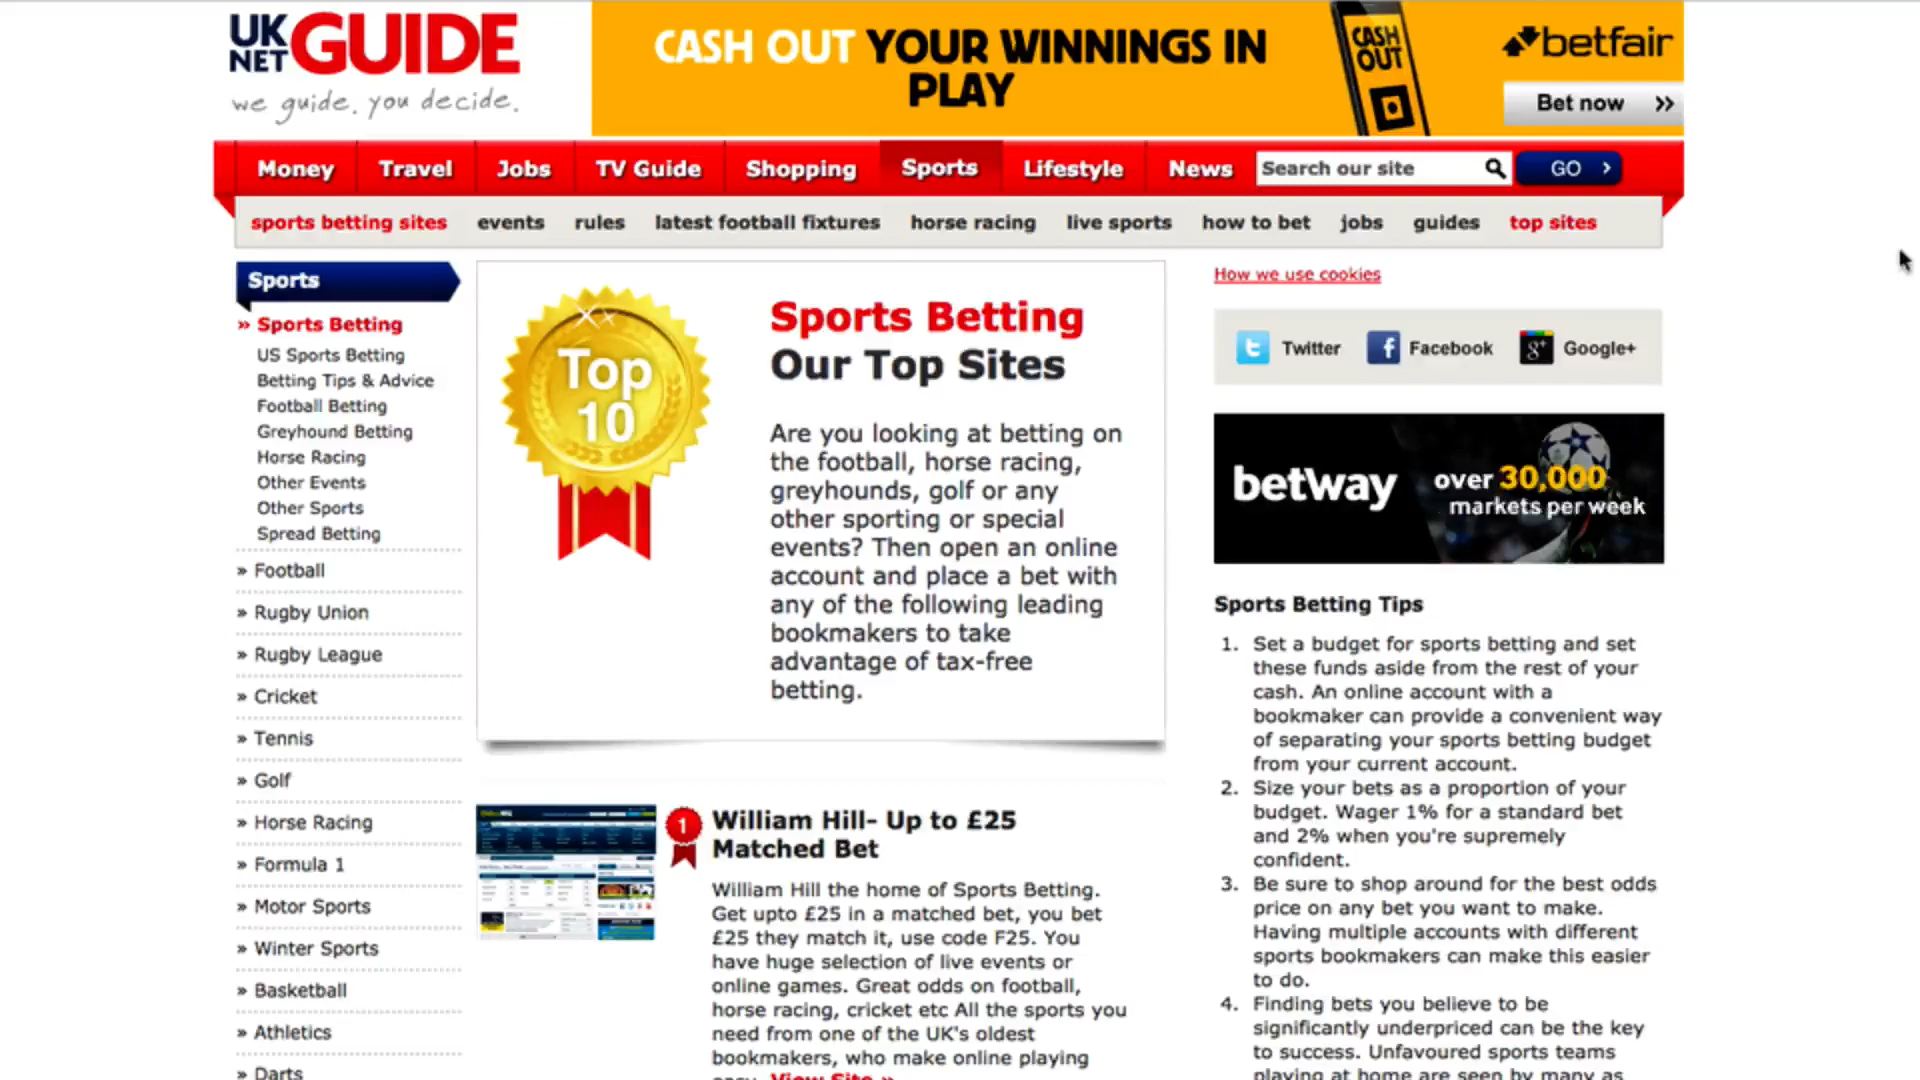 UK NET GUIDE
we guide. you decide.
CASH OUT YOUR WINNINGS IN
PLAY
CASH
OUT
betfair
Bet now
Money Travel Jobs TV Guide Shopping Sports Lifestyle News Search our site GO
sports betting sites events rules latest football fixtures horse racing live sports how to bet jobs guides top sites
Sports
» Sports Betting
US Sports Betting
Betting Tips & Advice
Football Betting
Greyhound Betting
Horse Racing
Other Events
Other Sports
Spread Betting
» Football
» Rugby Union
» Rugby League
» Cricket
» Tennis
» Golf
» Horse Racing
» Formula 1
» Motor Sports
» Winter Sports
» Basketball
» Athletics
Darts
Top
10
Sports Betting
Our Top Sites
Are you looking at betting on
the football, horse racing,
greyhounds, golf or any
other sporting or special
events? Then open an online
account and place a bet with
any of the following leading
bookmakers to take
advantage of tax-free
betting.
1
William Hill- Up to £25
Matched Bet
William Hill the home of Sports Betting.
Get upto £25 in a matched bet, you bet
£25 they match it, use code F25. You
have huge selection of live events or
online games. Great odds on football,
horse racing, cricket etc All the sports you
need from one of the UK's oldest
bookmakers, who make online playing
easy. View Site »
How we use cookies
Twitter Facebook Google+
betway
over 30,000
markets per week
Sports Betting Tips
1. Set a budget for sports betting and set
these funds aside from the rest of your
cash. An online account with a
bookmaker can provide a convenient way
of separating your sports betting budget
from your current account.
2. Size your bets as a proportion of your
budget. Wager 1% for a standard bet
and 2% when you're supremely
confident.
3. Be sure to shop around for the best odds
price on any bet you want to make.
Having multiple accounts with different
sports bookmakers can make this easier
to do.
4. Finding bets you believe to be
significantly underpriced can be the key
to success. Unfavoured sports teams
playing at home are seen by many as